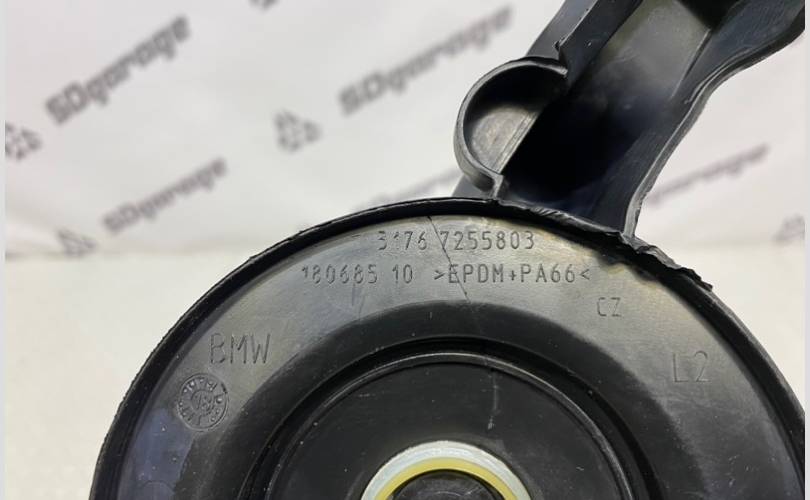 SDgarage
SDgarage
SDgarage
SDgarage
3176 7255803
180685 10 >EPDM+PA66<
CZ
BMW
L2